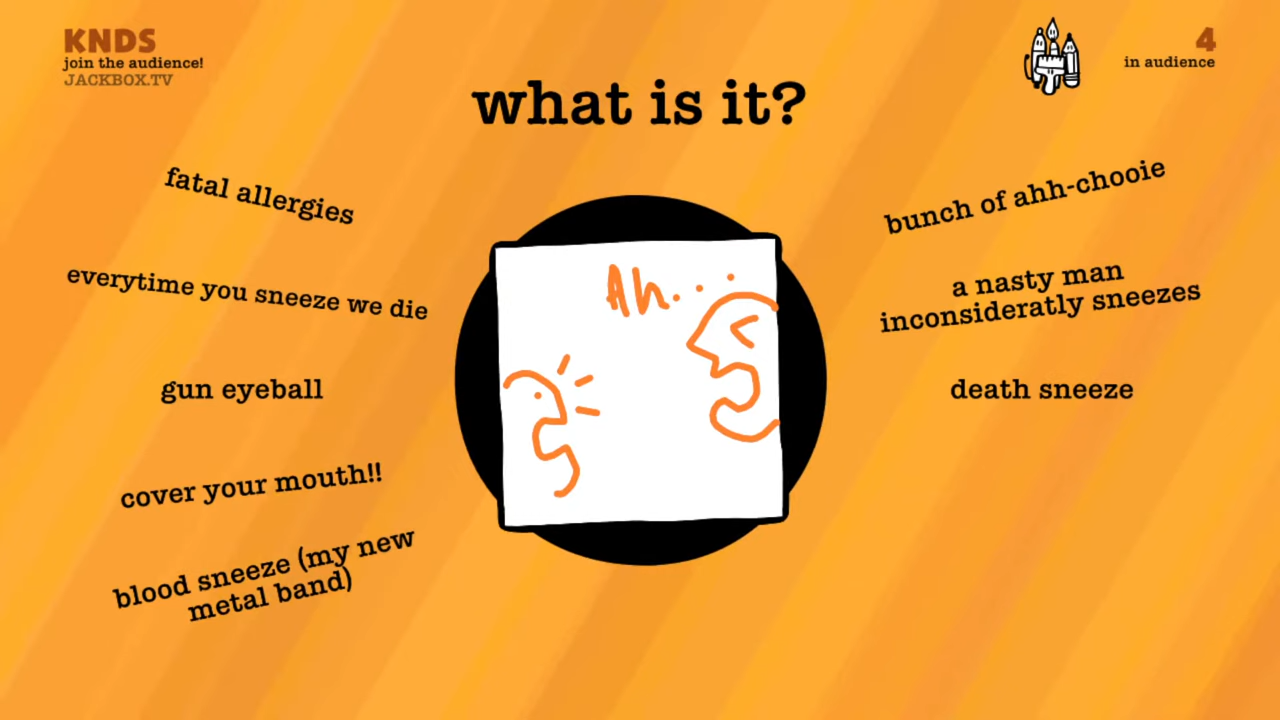 KNDS
join the audience!
JACKBOX.TV
4
in audience
what is it?
fatal allergies
everytime you sneeze we die
gun eyeball
cover your mouth!!
blood sneeze (my new
metal band)
Ah...
bunch of ahh-chooie
a nasty man
inconsideratly sneezes
death sneeze